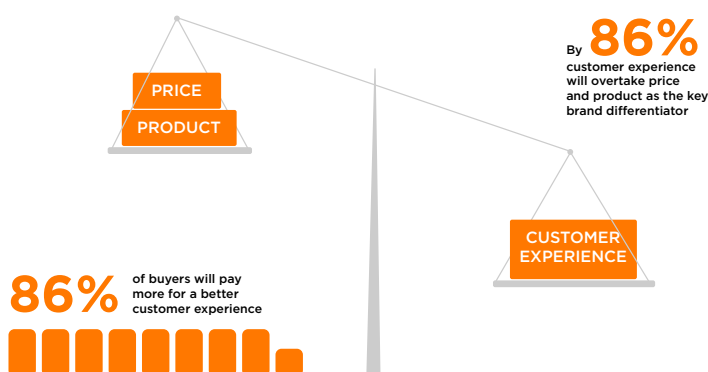 By 86%
customer experience
will overtake price
and product as the key
brand differentiator
PRICE
PRODUCT
CUSTOMER
EXPERIENCE
86%
of buyers will pay
more for a better
customer experience